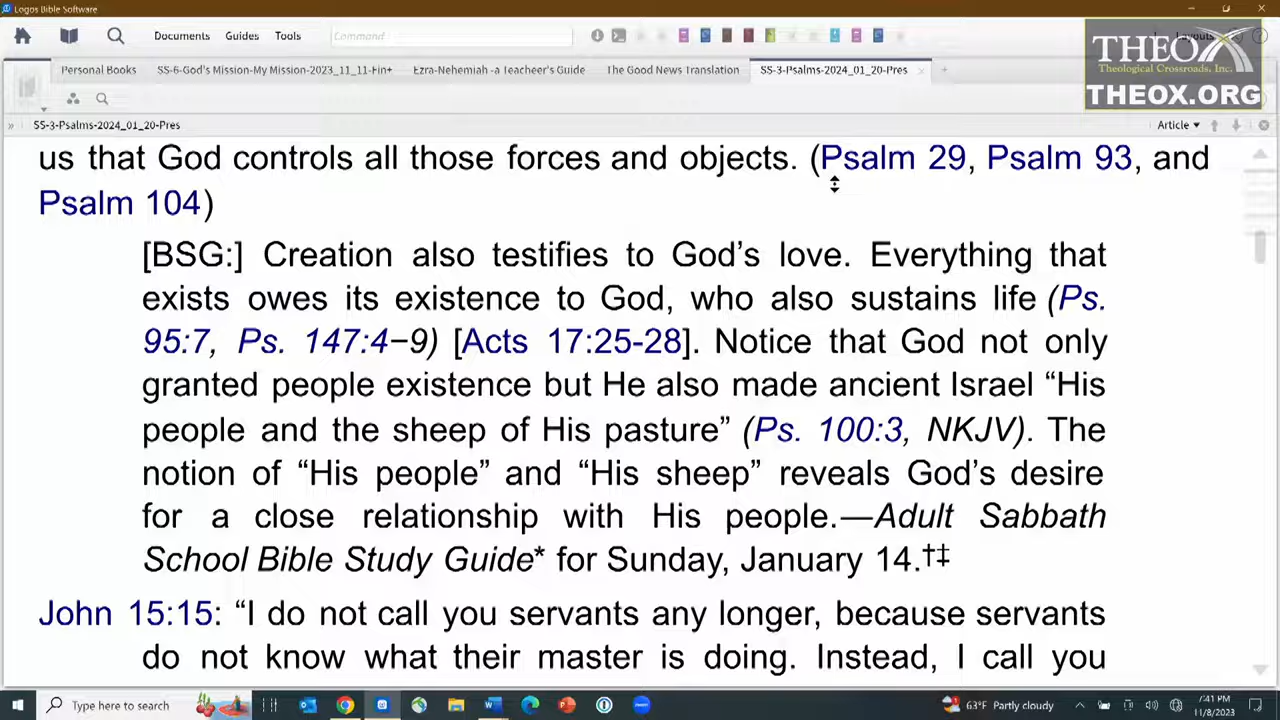 Logos Bible Software
Documents Guides Tools Command
THEOX
Theological Crossroads, Inc.
THEOX.ORG
Personal Books SS-6-God's Mission-My Mission-2023_11_11-Fin+ The Good News Translation SS-3-Psalms-2024_01_20-Pres
SS-3-Psalms-2024_01_20-Pres Article
us that God controls all those forces and objects. (Psalm 29, Psalm 93, and
Psalm 104)
[BSG:] Creation also testifies to God’s love. Everything that
exists owes its existence to God, who also sustains life (Ps.
95:7, Ps. 147:4−9) [Acts 17:25-28]. Notice that God not only
granted people existence but He also made ancient Israel “His
people and the sheep of His pasture” (Ps. 100:3, NKJV). The
notion of “His people” and “His sheep” reveals God’s desire
for a close relationship with His people.—Adult Sabbath
School Bible Study Guide* for Sunday, January 14.†‡
John 15:15: “I do not call you servants any longer, because servants
do not know what their master is doing. Instead, I call you
Type here to search
63°F Partly cloudy
7:41 PM
11/8/2023